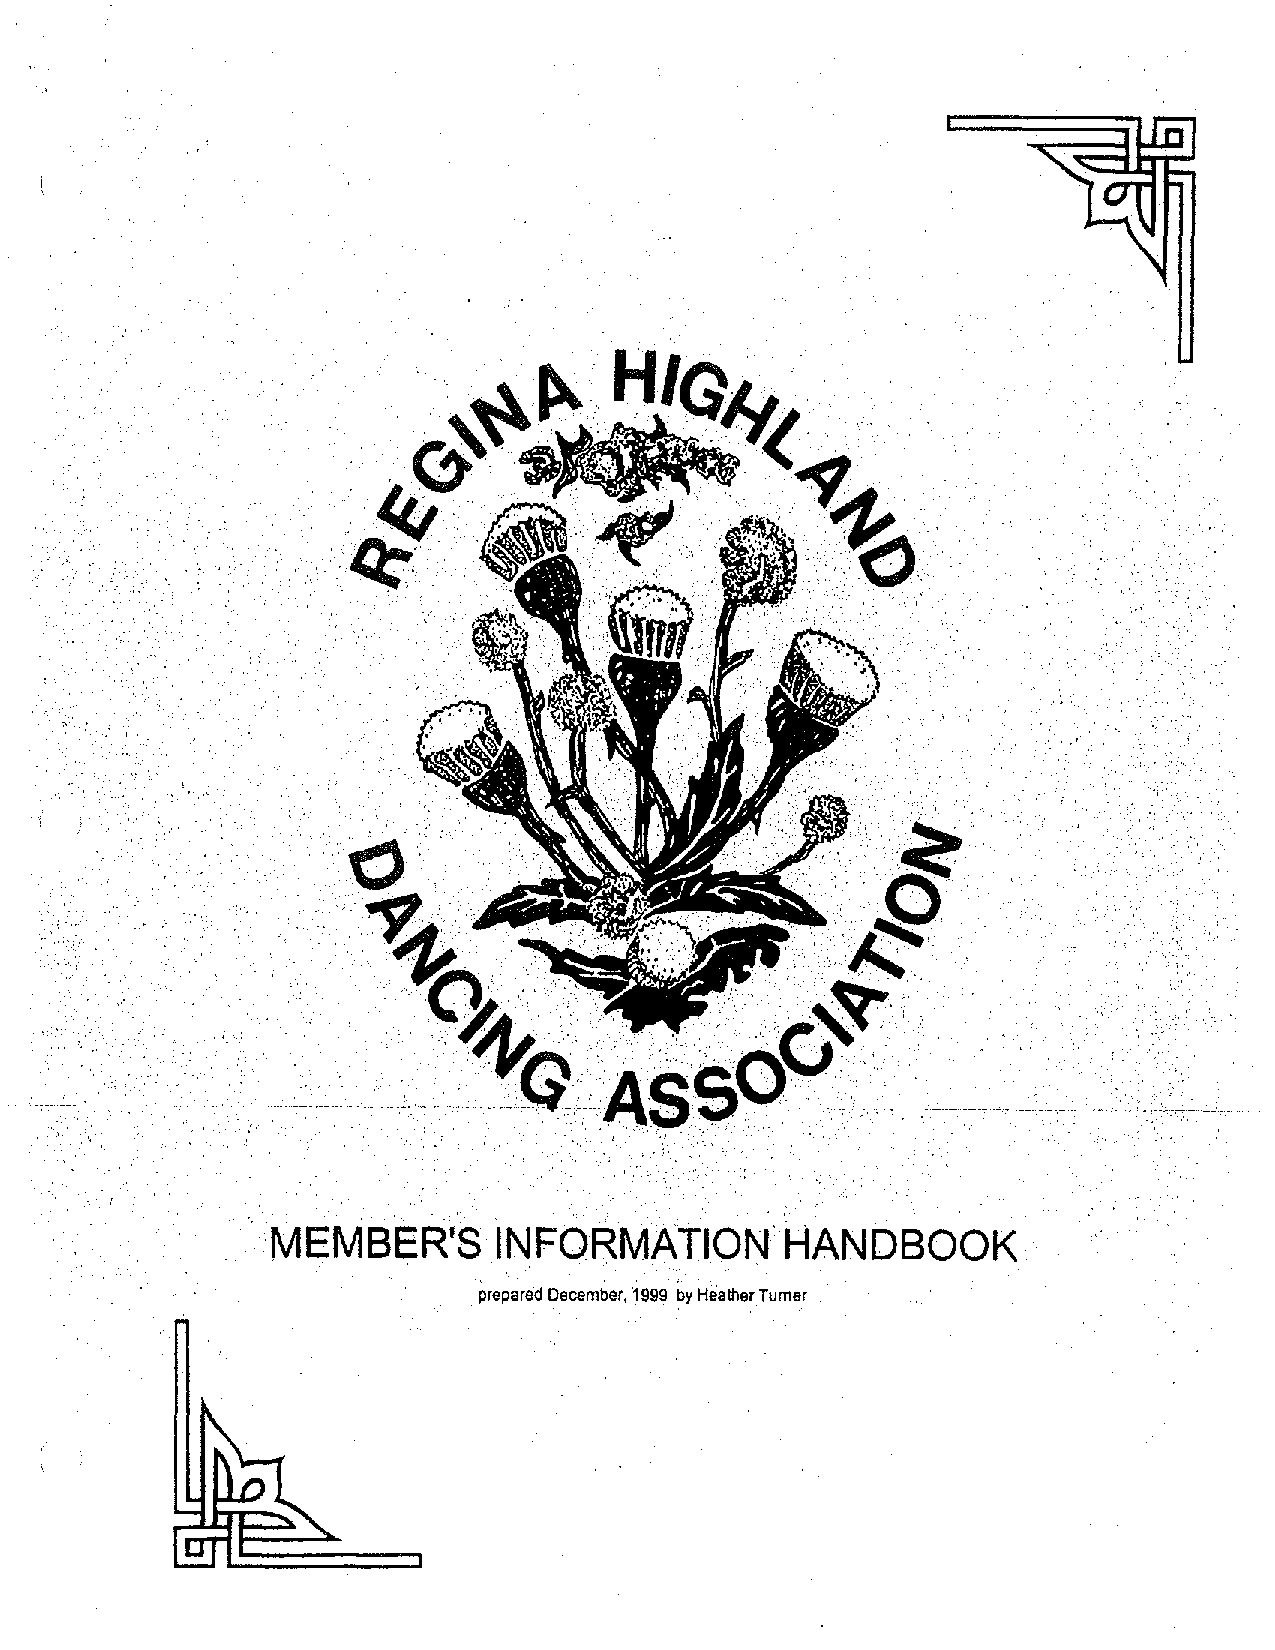 REGINA HIGHLAND
DANCING ASSOCIATION
MEMBER'S INFORMATION HANDBOOK
prepared December, 1999 by Heather Turner